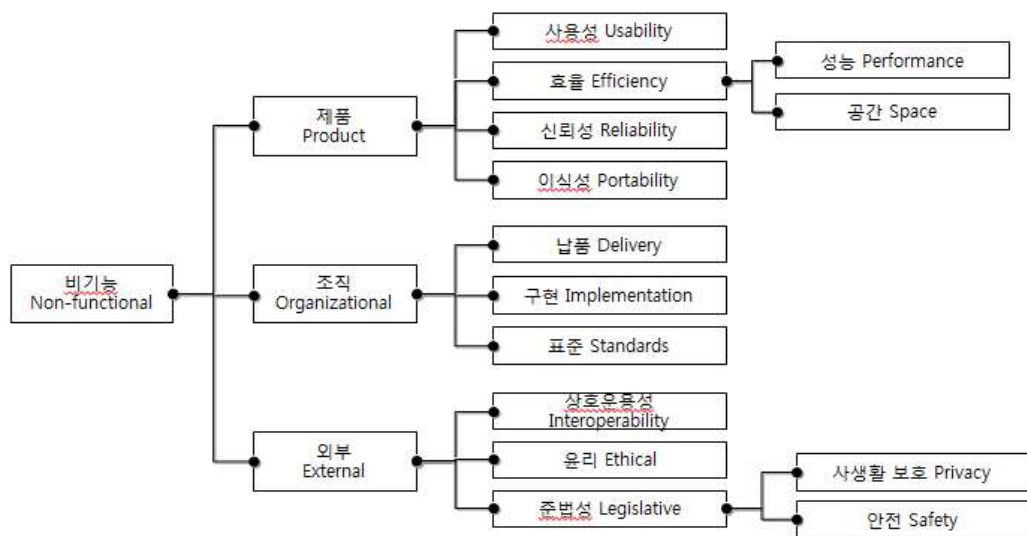 사용성 Usability
효율 Efficiency
성능 Performance
공간 Space
제품
Product
신뢰성 Reliability
이식성 Portability
비기능
Non-functional
조직
Organizational
납품 Delivery
구현 Implementation
표준 Standards
외부
External
상호운용성
Interoperability
윤리 Ethical
준법성 Legislative
사생활 보호 Privacy
안전 Safety